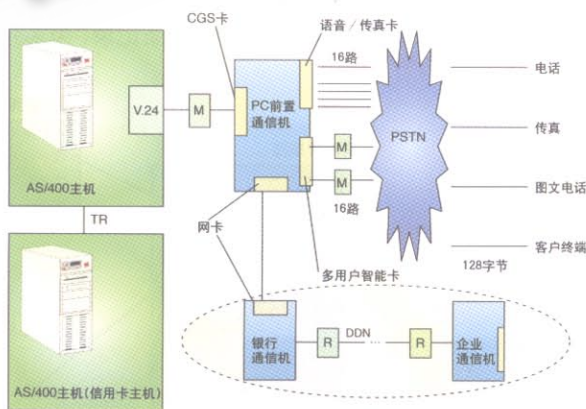 CGS卡
语音/传真卡
16路
电话
V.24
M
PC前置
通信机
PSTN
传真
AS/400主机
M
M
16路
图文电话
TR
网卡
多用户智能卡
客户终端
128字节
银行
通信机
R
DDN
R
企业
通信机
AS/400主机(信用卡主机)